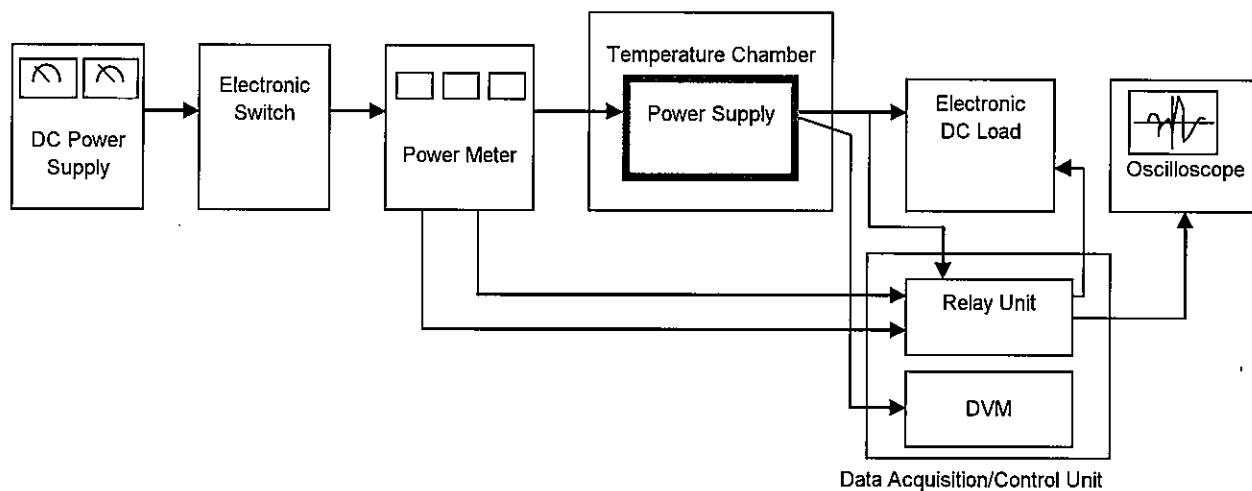 DC Power
Supply
Electronic
Switch
Power Meter
Temperature Chamber
Power Supply
Electronic
DC Load
Oscilloscope
Relay Unit
DVM
Data Acquisition/Control Unit